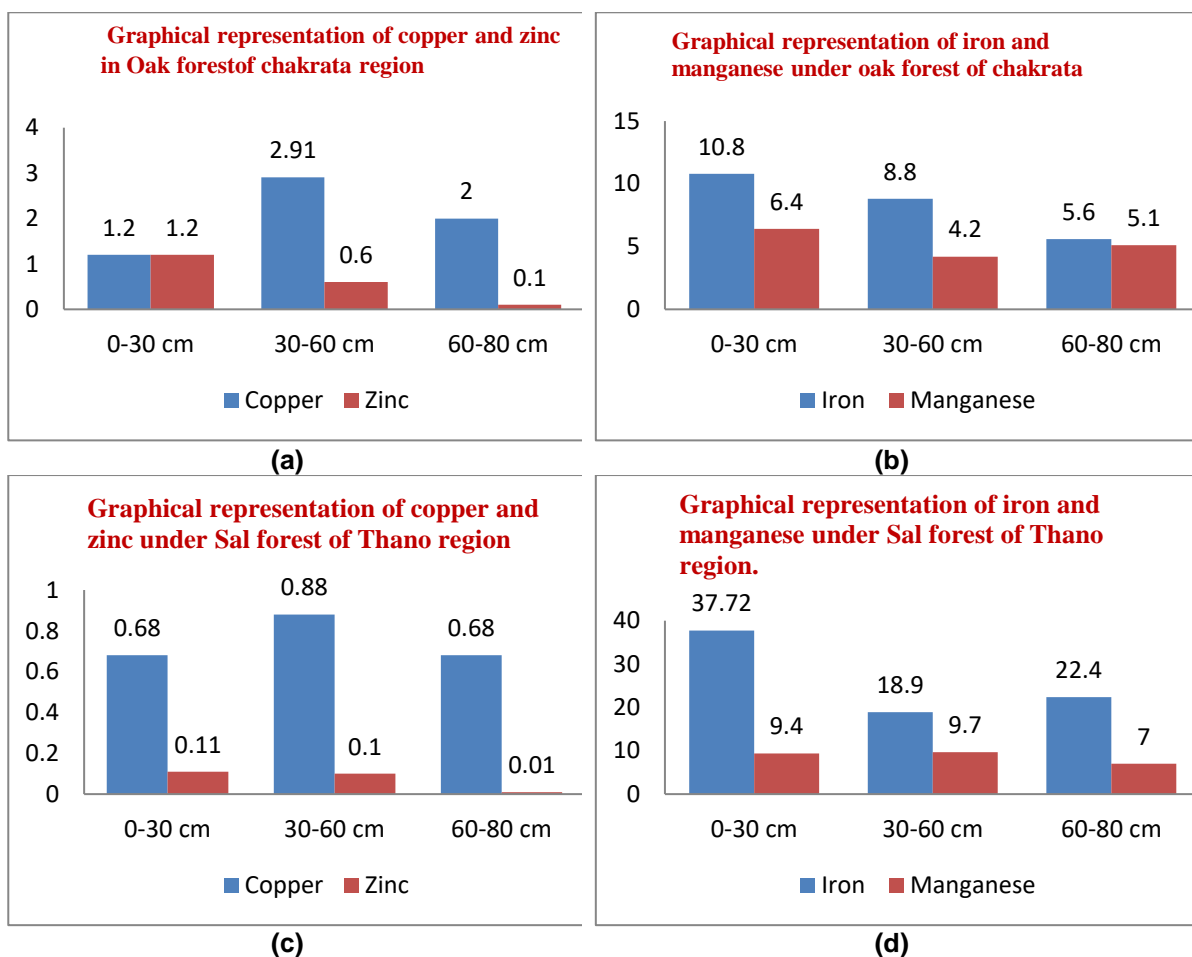 Graphical representation of copper and zinc
in Oak forestof chakrata region
4
3
2
1
0
1.2
1.2
2.91
0.6
2
0.1
0-30 cm
30-60 cm
60-80 cm
Copper
Zinc
(a)
Graphical representation of iron and
manganese under oak forest of chakrata
15
10
5
0
10.8
6.4
8.8
4.2
5.6
5.1
0-30 cm
30-60 cm
60-80 cm
Iron
Manganese
(b)
Graphical representation of copper and
zinc under Sal forest of Thano region
1
0.8
0.6
0.4
0.2
0
0.68
0.11
0.88
0.1
0.68
0.01
0-30 cm
30-60 cm
60-80 cm
Copper
Zinc
(c)
Graphical representation of iron and
manganese under Sal forest of Thano
region.
40
30
20
10
0
37.72
9.4
18.9
9.7
22.4
7
0-30 cm
30-60 cm
60-80 cm
Iron
Manganese
(d)